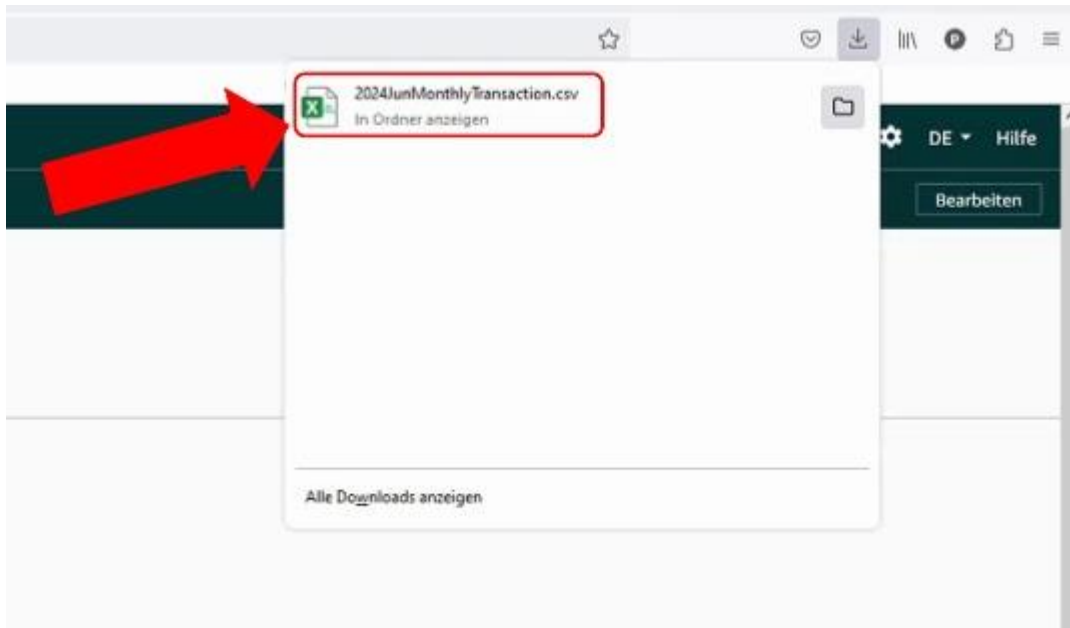 2024JunMonthlyTransaction.csv
In Ordner anzeigen
DE
Hilfe
Bearbeiten
Alle Downloads anzeigen